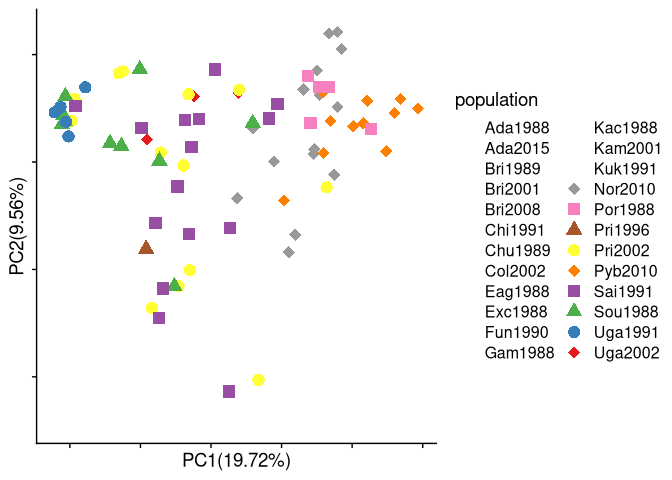 population
Ada1988 Kac1988
Ada2015 Kam2001
Bri1989 Kuk1991
Bri2001 Nor2010
Bri2008 Por1988
Chi1991 Pri1996
Chu1989 Pri2002
Col2002 Pyb2010
Eag1988 Sai1991
Exc1988 Sou1988
Fun1990 Uga1991
Gam1988 Uga2002
PC2(9.56%)
PC1(19.72%)